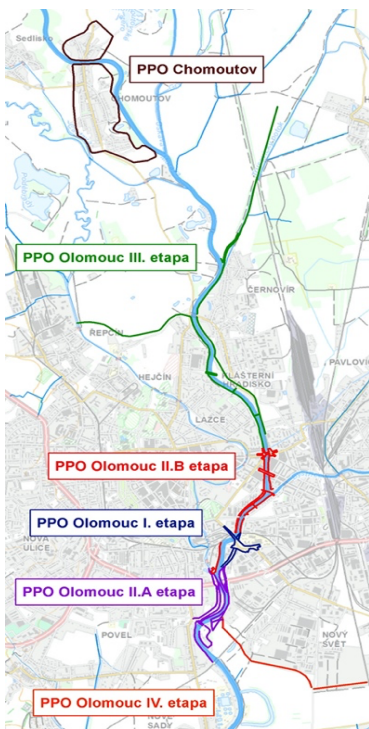 Sedlisko
PPO Chomoutov
CHOMOUTOV
PPO Olomouc III. etapa
ČERNOVÍR
ŘEPČÍN
PAVLOVIČ
HEJČÍN
KLÁŠTERNÍ
HRADISKO
LAZCE
PPO Olomouc II.B etapa
PPO Olomouc I. etapa
NOVÁ
ULICE
PPO Olomouc II.A etapa
POVEL
NOVÝ
SVĚT
PPO Olomouc IV. etapa
NOVÉ
SADY